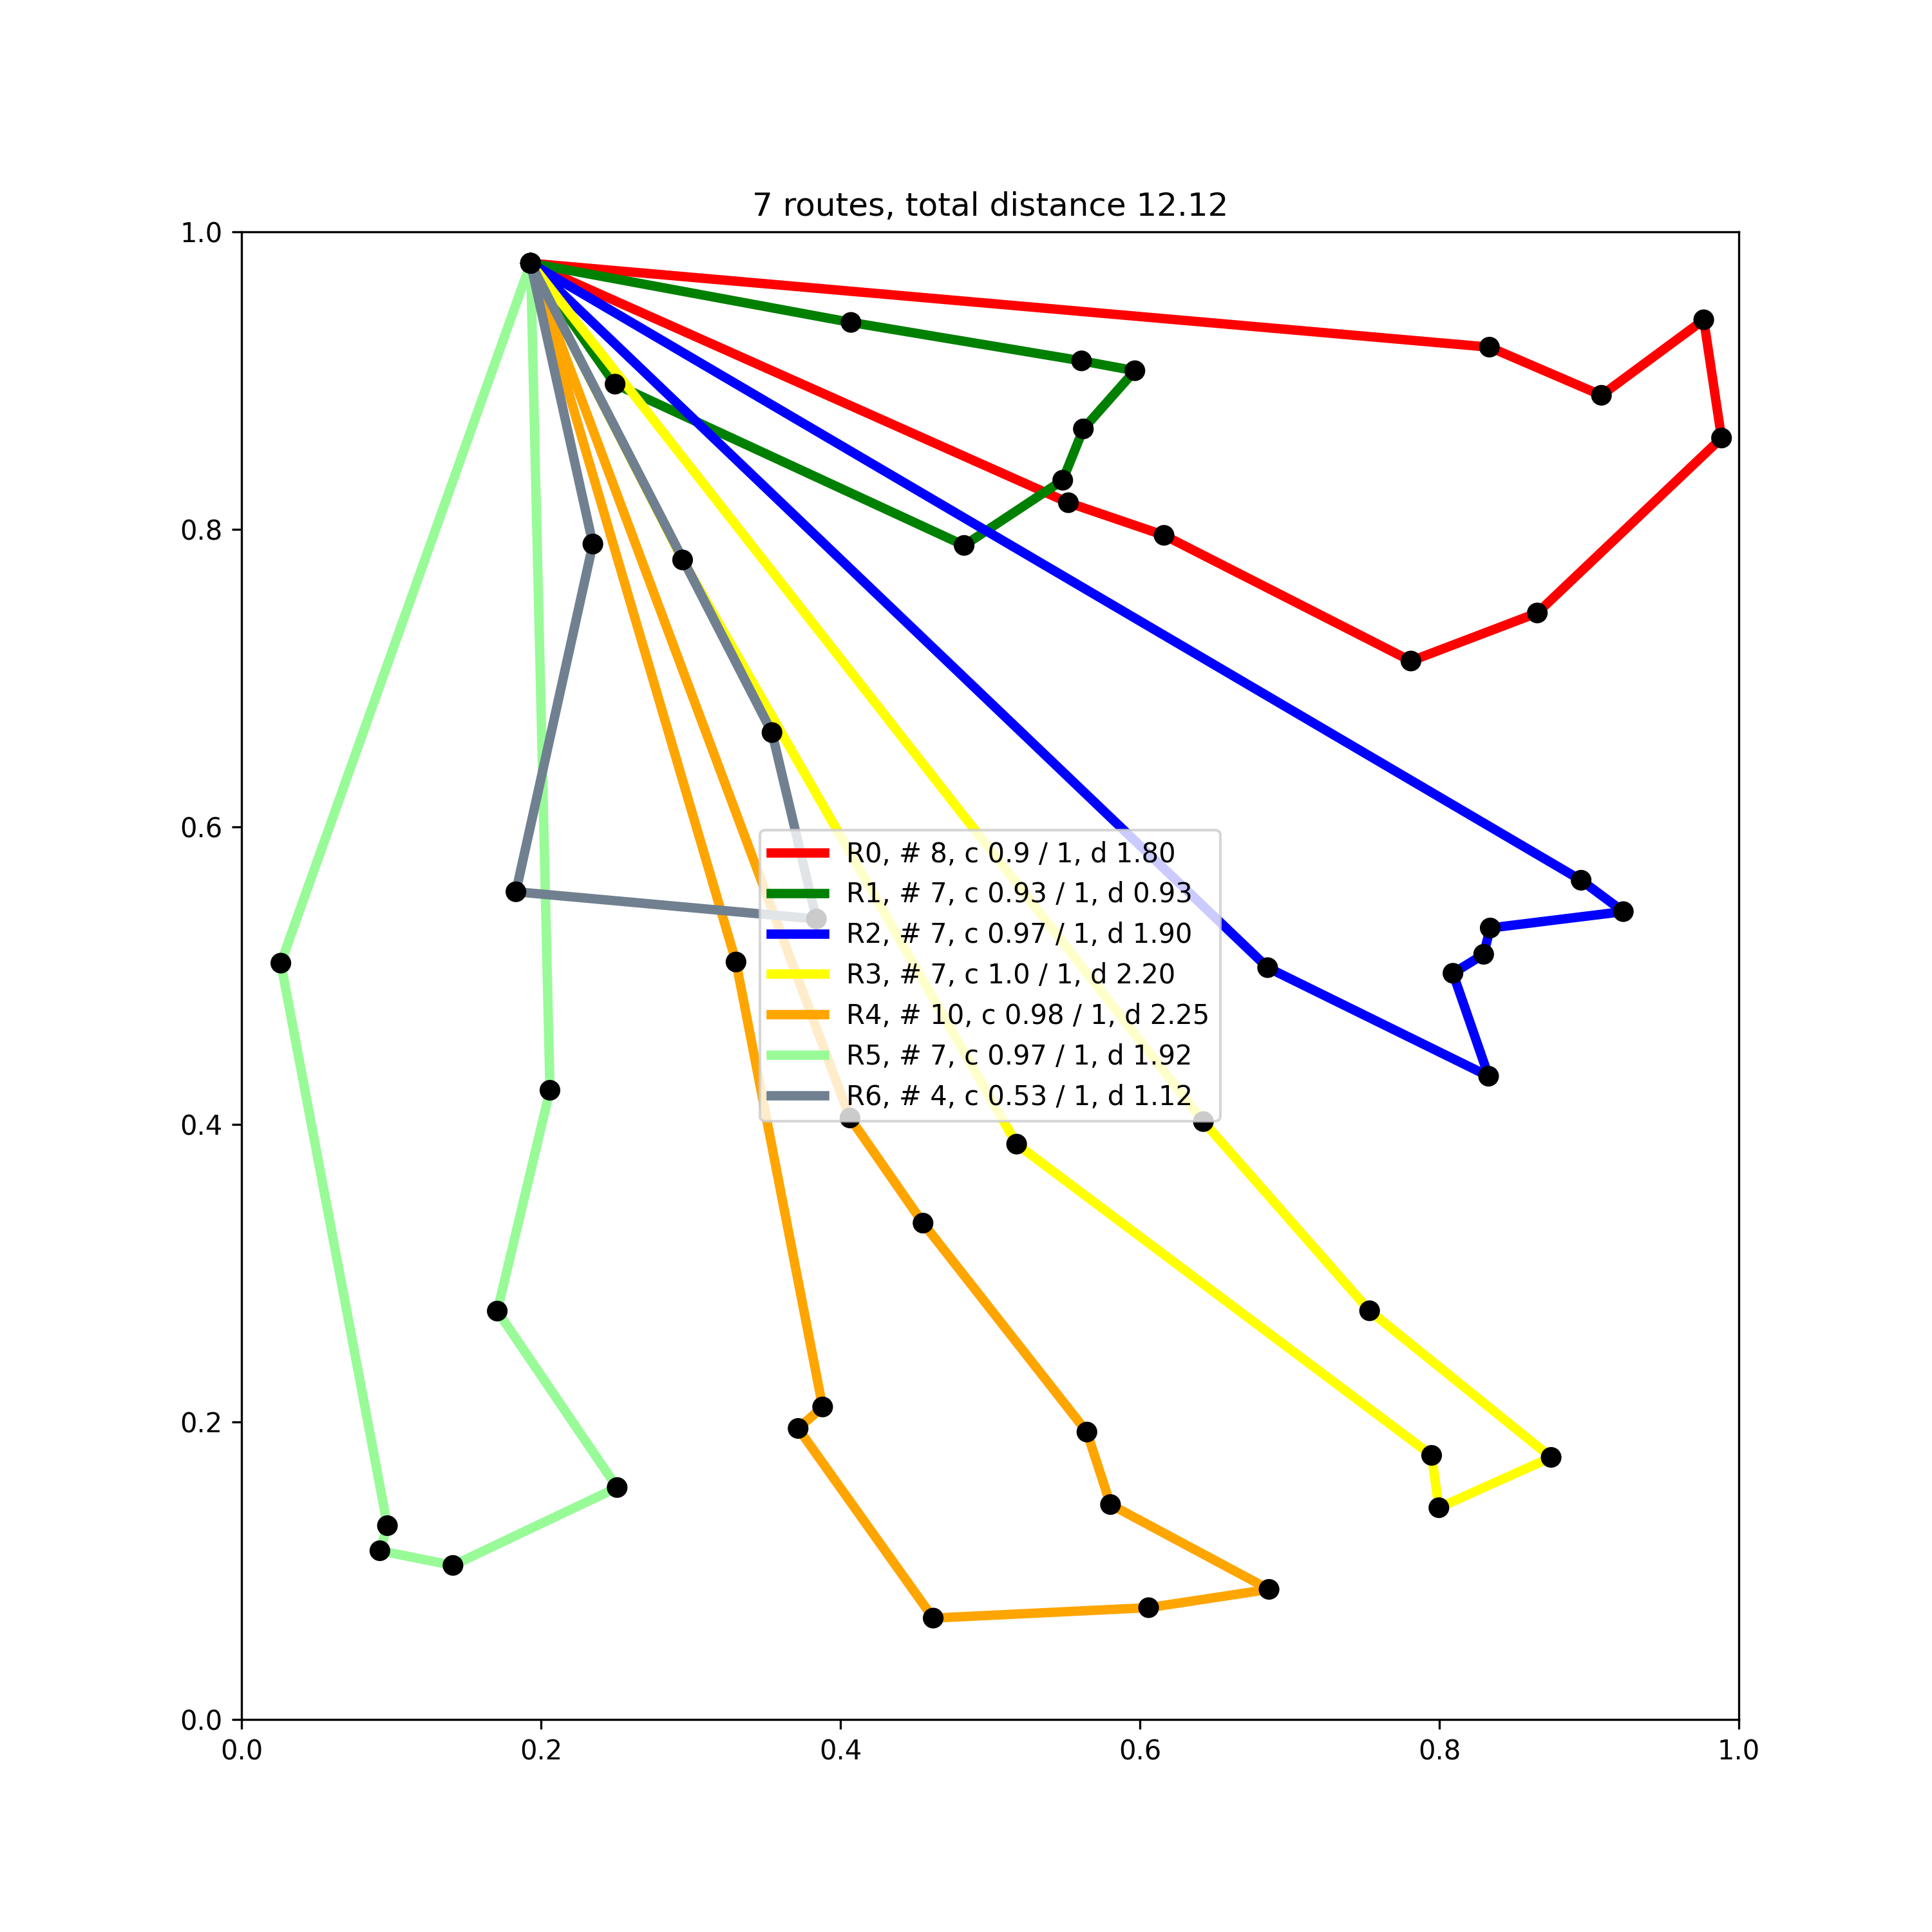 7 routes, total distance 12.12
1.0
0.8
0.6
0.4
0.2
0.0
R0, # 8, c 0.9 / 1, d 1.80
R1, # 7, c 0.93 / 1, d 0.93
R2, # 7, c 0.97 / 1, d 1.90
R3, # 7, c 1.0 / 1, d 2.20
R4, # 10, c 0.98 / 1, d 2.25
R5, # 7, c 0.97 / 1, d 1.92
R6, # 4, c 0.53 / 1, d 1.12
0.0 0.2 0.4 0.6 0.8 1.0